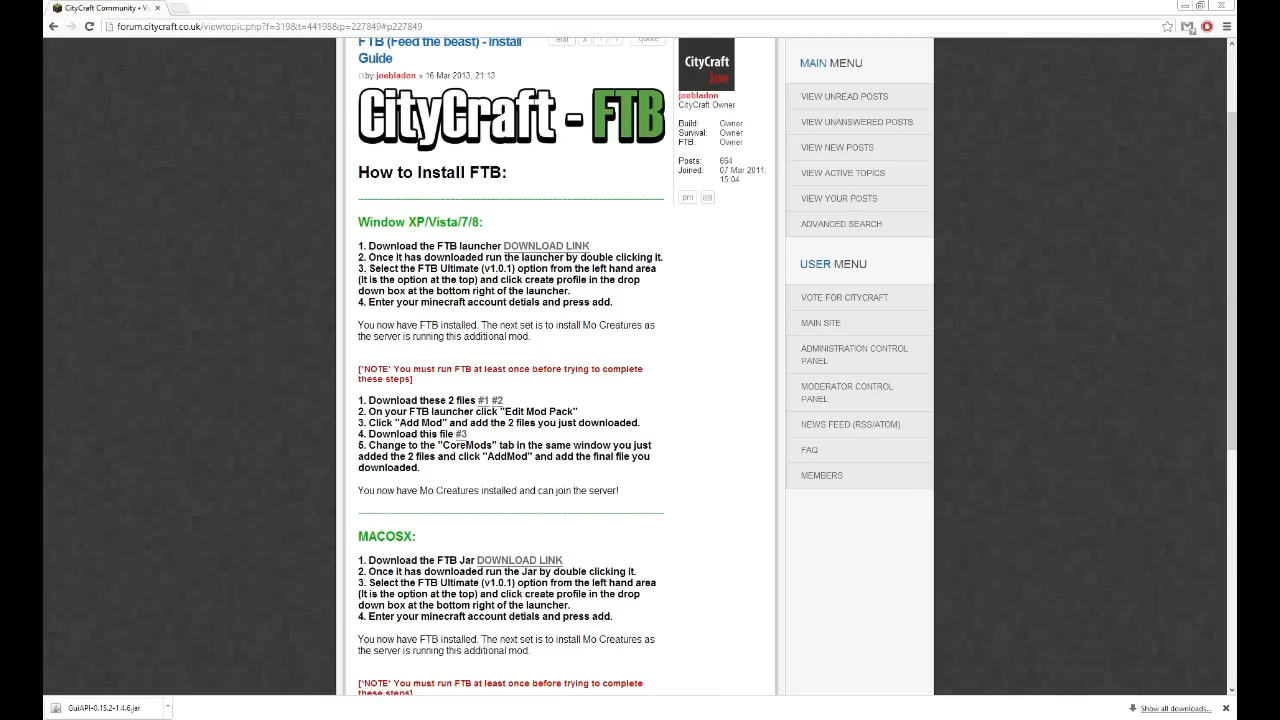 CityCraft Community • Vi
forum.citycraft.co.uk/viewtopic.php?f=319&t=44198&p=227849#p227849
FTB (Feed the beast) - Install
Guide
edit
X
!
?
quote
by joebladon » 16 Mar 2013, 21:13
CityCraft - FTB
How to Install FTB:
Window XP/Vista/7/8:
1. Download the FTB launcher DOWNLOAD LINK
2. Once it has downloaded run the launcher by double clicking it.
3. Select the FTB Ultimate (v1.0.1) option from the left hand area
(It is the option at the top) and click create profile in the drop
down box at the bottom right of the launcher.
4. Enter your minecraft account detials and press add.
You now have FTB installed. The next set is to install Mo Creatures as
the server is running this additional mod.
[*NOTE* You must run FTB at least once before trying to complete
these steps]
1. Download these 2 files #1 #2
2. On your FTB launcher click "Edit Mod Pack"
3. Click "Add Mod" and add the 2 files you just downloaded.
4. Download this file #3
5. Change to the "CoreMods" tab in the same window you just
added the 2 files and click "AddMod" and add the final file you
downloaded.
You now have Mo Creatures installed and can join the server!
MACOSX:
1. Download the FTB Jar DOWNLOAD LINK
2. Once it has downloaded run the Jar by double clicking it.
3. Select the FTB Ultimate (v1.0.1) option from the left hand area
(It is the option at the top) and click create profile in the drop
down box at the bottom right of the launcher.
4. Enter your minecraft account detials and press add.
You now have FTB installed. The next set is to install Mo Creatures as
the server is running this additional mod.
[*NOTE* You must run FTB at least once before trying to complete
these steps]
CityCraft
Joe
joebladon
CityCraft Owner
Build: Owner
Survival: Owner
FTB: Owner
Posts: 664
Joined: 07 Mar 2011,
15:04
pm
MAIN MENU
VIEW UNREAD POSTS
VIEW UNANSWERED POSTS
VIEW NEW POSTS
VIEW ACTIVE TOPICS
VIEW YOUR POSTS
ADVANCED SEARCH
USER MENU
VOTE FOR CITYCRAFT
MAIN SITE
ADMINISTRATION CONTROL
PANEL
MODERATOR CONTROL
PANEL
NEWS FEED (RSS/ATOM)
FAQ
MEMBERS
GuiAPI-0.15.2-1.4.6.jar
Show all downloads...